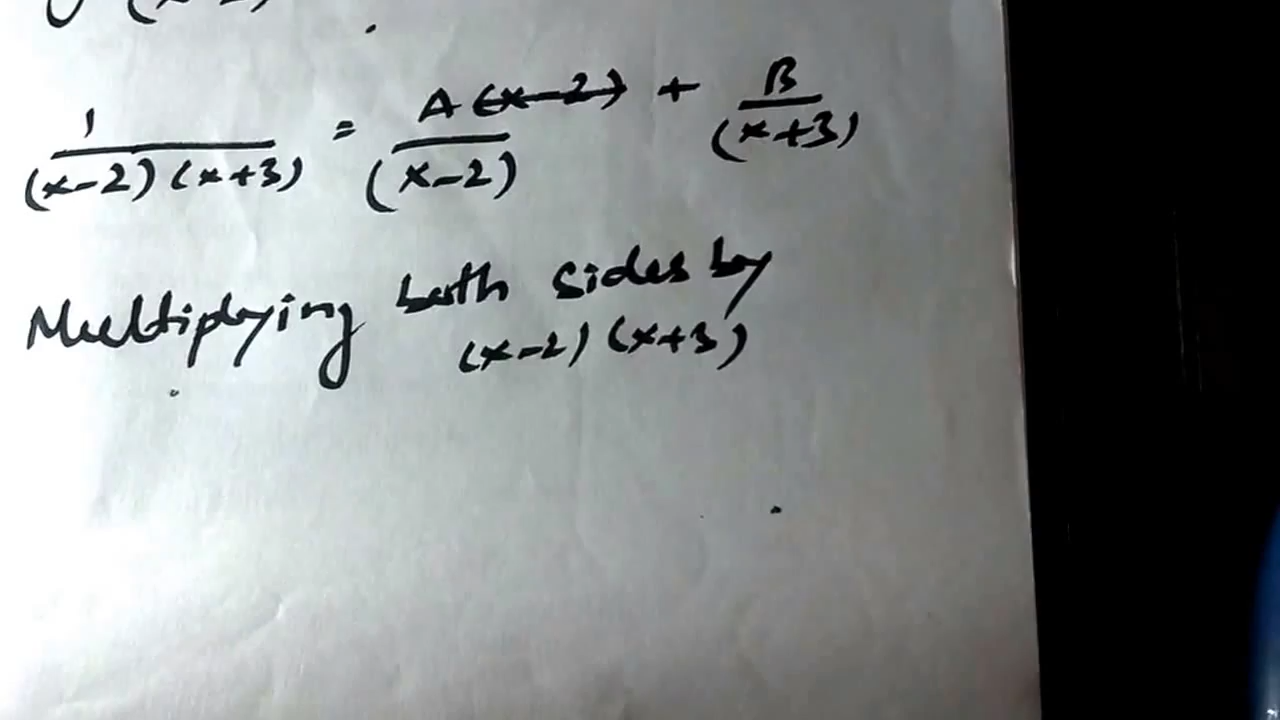 1/(x-2)(x+3) = A/(x-2) + B/(x+3)
Multiplying both sides by
(x-2)(x+3)